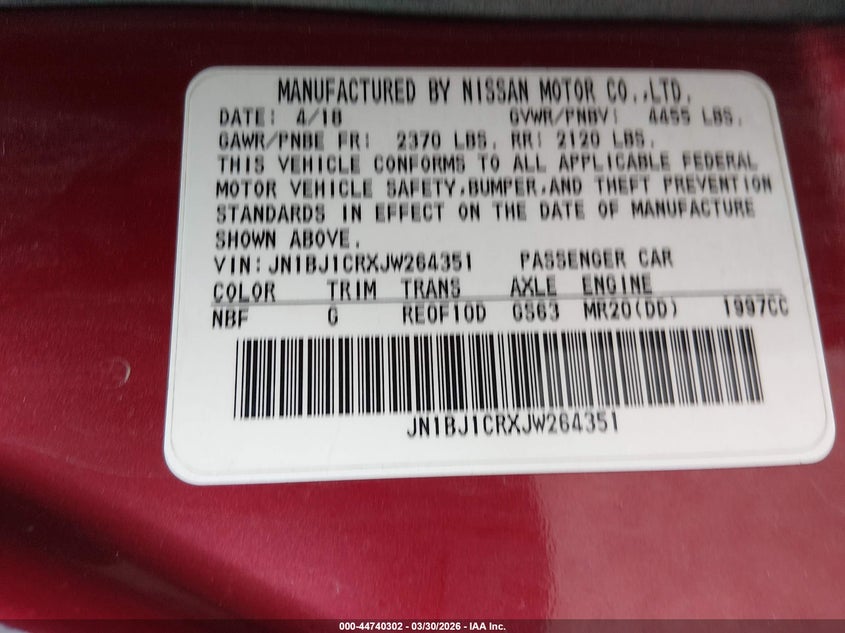 MANUFACTURED BY NISSAN MOTOR CO.,LTD.
DATE: 4/18 GVWR/PNBV: 4455 LBS.
GAWR/PNBE FR: 2370 LBS. RR: 2120 LBS.
THIS VEHICLE CONFORMS TO ALL APPLICABLE FEDERAL
MOTOR VEHICLE SAFETY,BUMPER,AND THEFT PREVENTION
STANDARDS IN EFFECT ON THE DATE OF MANUFACTURE
SHOWN ABOVE.
VIN:JN1BJ1CRXJW264351 PASSENGER CAR
COLOR TRIM TRANS AXLE ENGINE
NBF G RE0F10D GS63 MR20(DD) 1997CC
JN1BJ1CRXJW264351
000-44740302 - 03/30/2026 - IAA Inc.